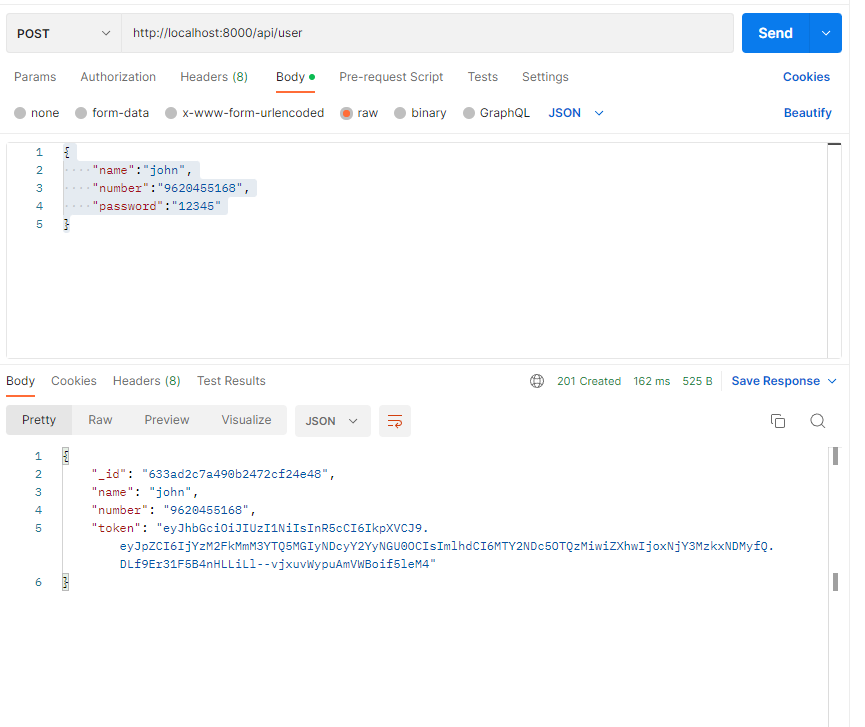 POST http://localhost:8000/api/user Send
Params Authorization Headers (8) Body Pre-request Script Tests Settings Cookies
none form-data x-www-form-urlencoded raw binary GraphQL JSON Beautify
1 {
2 "name":"john",
3 "number":"9620455168",
4 "password":"12345"
5 }
Body Cookies Headers (8) Test Results 201 Created 162 ms 525 B Save Response
Pretty Raw Preview Visualize JSON
1 {
2 "_id": "633ad2c7a490b2472cf24e48",
3 "name": "john",
4 "number": "9620455168",
5 "token": "eyJhbGciOiJIUzI1NiIsInR5cCI6IkpXVCJ9.
eyJpZCI6IjYzM2FkMmM3YTQ5MGIyNDcyY2YyNGU0OCIsImlhdCI6MTY2NDc5OTQzMiwiZXhwIjoxNjY3MzkxNDMyfQ.
DLf9Er31F5B4nHLLiLl--vjxuvWypuAmVWBoif5leM4"
6 }